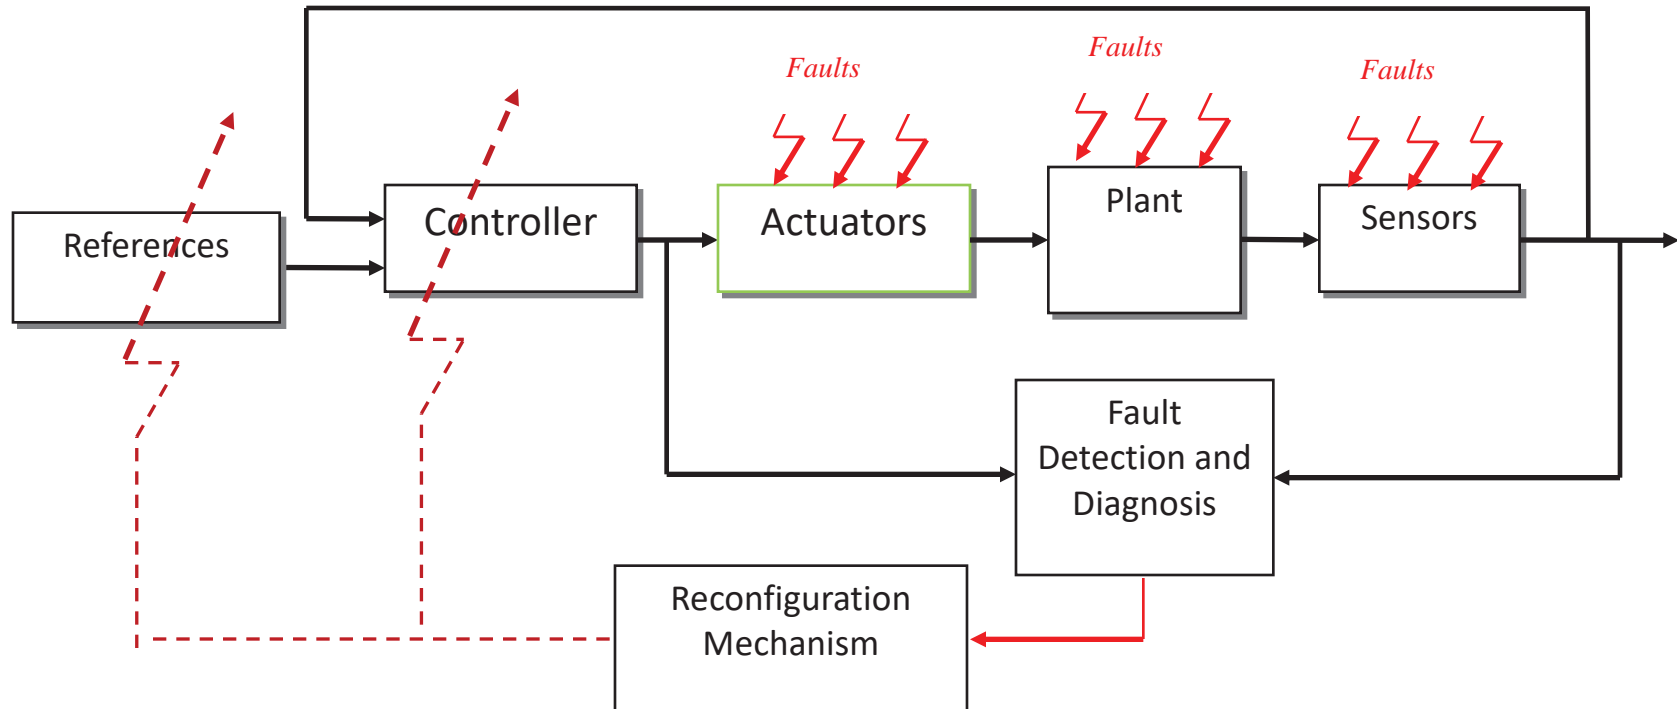 Faults
Faults
Faults
References
Controller
Actuators
Plant
Sensors
Fault
Detection and
Diagnosis
Reconfiguration
Mechanism